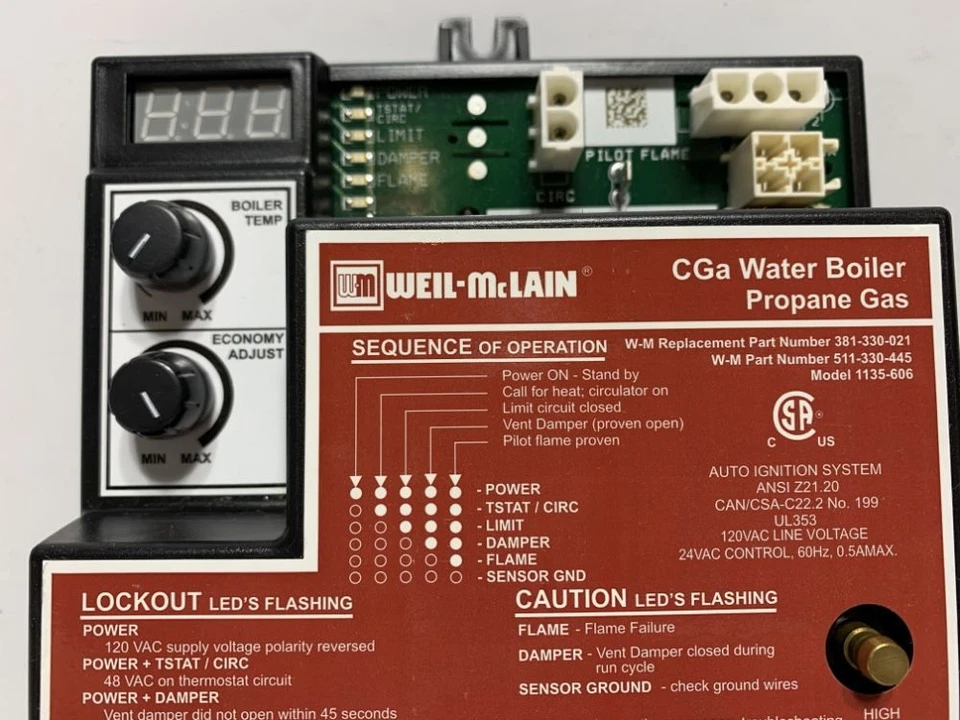 POWER
TSTAT/
CIRC
LIMIT
DAMPER
FLAME
CIRC
PILOT FLAME
BOILER
TEMP
MIN MAX
ECONOMY
ADJUST
MIN MAX
WM WEIL-McLAIN®
CGa Water Boiler
Propane Gas
SEQUENCE OF OPERATION
W-M Replacement Part Number 381-330-021
W-M Part Number 511-330-445
Model 1135-606
Power ON - Stand by
Call for heat; circulator on
Limit circuit closed
Vent Damper (proven open)
Pilot flame proven
- POWER
- TSTAT / CIRC
- LIMIT
- DAMPER
- FLAME
- SENSOR GND
CSA®
C US
AUTO IGNITION SYSTEM
ANSI Z21.20
CAN/CSA-C22.2 No. 199
UL353
120VAC LINE VOLTAGE
24VAC CONTROL, 60Hz, 0.5AMAX.
LOCKOUT LED'S FLASHING
POWER
120 VAC supply voltage polarity reversed
POWER + TSTAT / CIRC
48 VAC on thermostat circuit
POWER + DAMPER
Vent damper did not open within 45 seconds
CAUTION LED'S FLASHING
FLAME - Flame Failure
DAMPER - Vent Damper closed during
run cycle
SENSOR GROUND - check ground wires
troubleshooting
HIGH